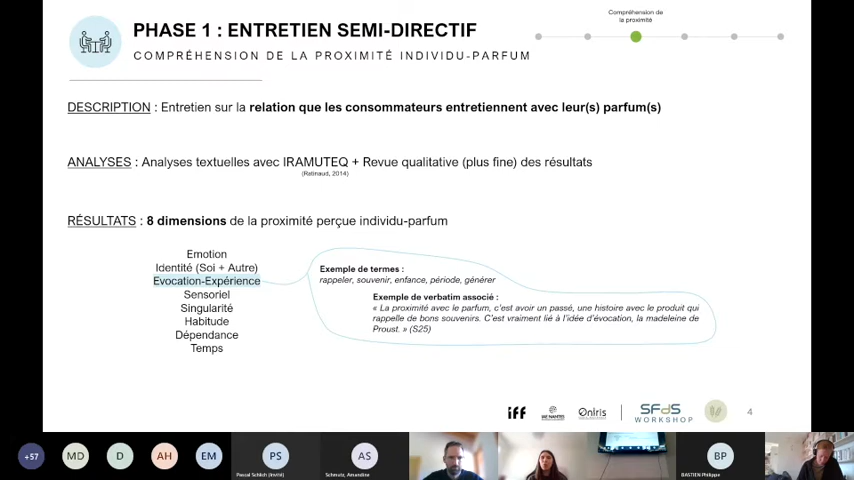 Compréhension de
la proximité
PHASE 1 : ENTRETIEN SEMI-DIRECTIF
COMPRÉHENSION DE LA PROXIMITÉ INDIVIDU-PARFUM
DESCRIPTION : Entretien sur la relation que les consommateurs entretiennent avec leur(s) parfum(s)
ANALYSES : Analyses textuelles avec IRAMUTEQ + Revue qualitative (plus fine) des résultats
(Ratinaud, 2014)
RÉSULTATS : 8 dimensions de la proximité perçue individu-parfum
Emotion
Identité (Soi + Autre)
Evocation-Expérience
Sensoriel
Singularité
Habitude
Dépendance
Temps
Exemple de termes :
rappeler, souvenir, enfance, période, générer
Exemple de verbatim associé :
« La proximité avec le parfum, c'est avoir un passé, une histoire avec le produit qui
rappelle de bons souvenirs. C'est vraiment lié à l'idée d'évocation, la madeleine de
Proust. » (S25)
iff
IAE NANTES
Oniris
SFdS
WORKSHOP
4
+57
MD
D
AH
EM
PS
AS
BP
Pascal Schlich (Invité)
Schmutz, Amandine
BASTIEN Philippe